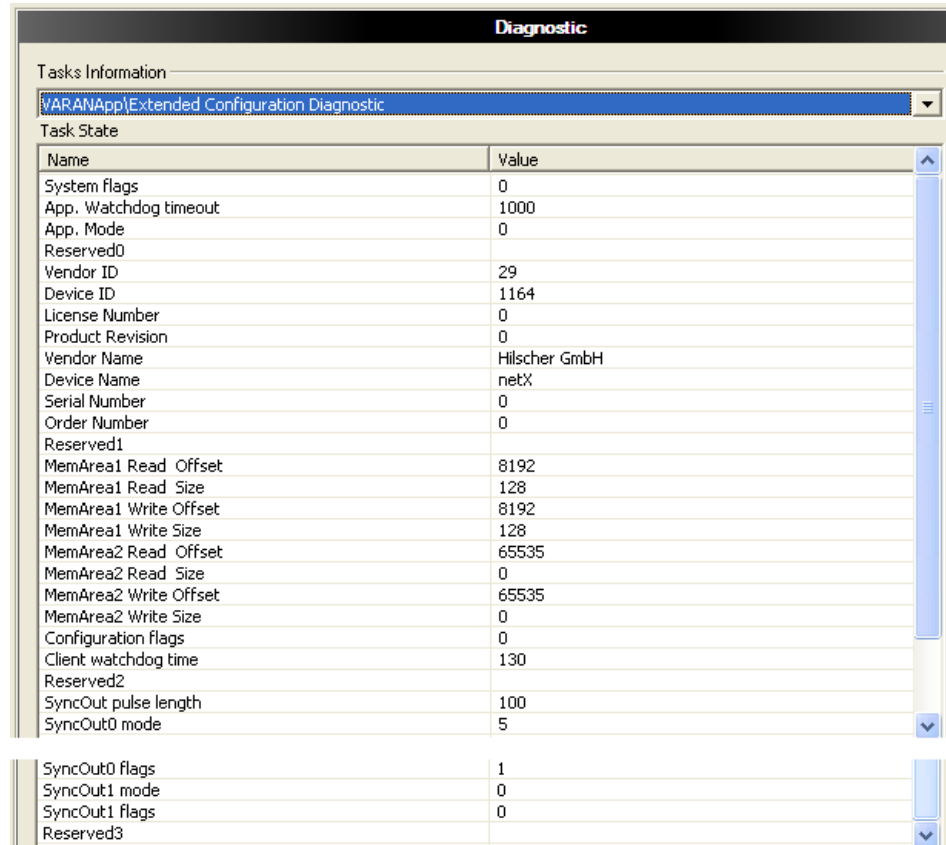 Diagnostic
Tasks Information
VARANApp\Extended Configuration Diagnostic
Task State
Name Value
System flags 0
App. Watchdog timeout 1000
App. Mode 0
Reserved0
Vendor ID 29
Device ID 1164
License Number 0
Product Revision 0
Vendor Name Hilscher GmbH
Device Name netX
Serial Number 0
Order Number 0
Reserved1
MemArea1 Read Offset 8192
MemArea1 Read Size 128
MemArea1 Write Offset 8192
MemArea1 Write Size 128
MemArea2 Read Offset 65535
MemArea2 Read Size 0
MemArea2 Write Offset 65535
MemArea2 Write Size 0
Configuration flags 0
Client watchdog time 130
Reserved2
SyncOut pulse length 100
SyncOut0 mode 5
SyncOut0 flags 1
SyncOut1 mode 0
SyncOut1 flags 0
Reserved3